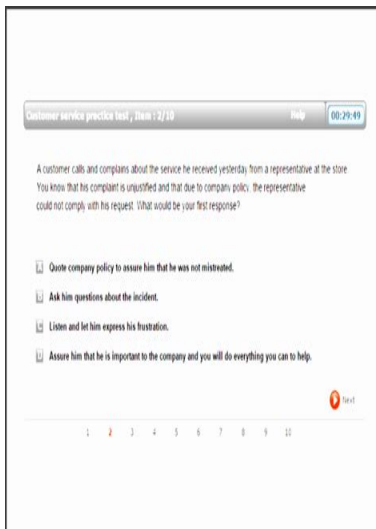 Customer service practice test , Item : 2/10 Help 00:29:49
A customer calls and complains about the service he received yesterday from a representative at the store
You know that his complaint is unjustified and that due to company policy, the representative
could not comply with his request. What would be your first response?
Quote company policy to assure him that he was not mistreated.
Ask him questions about the incident.
Listen and let him express his frustration.
Assure him that he is important to the company and you will do everything you can to help.
Next
1 2 3 4 5 6 7 8 9 10